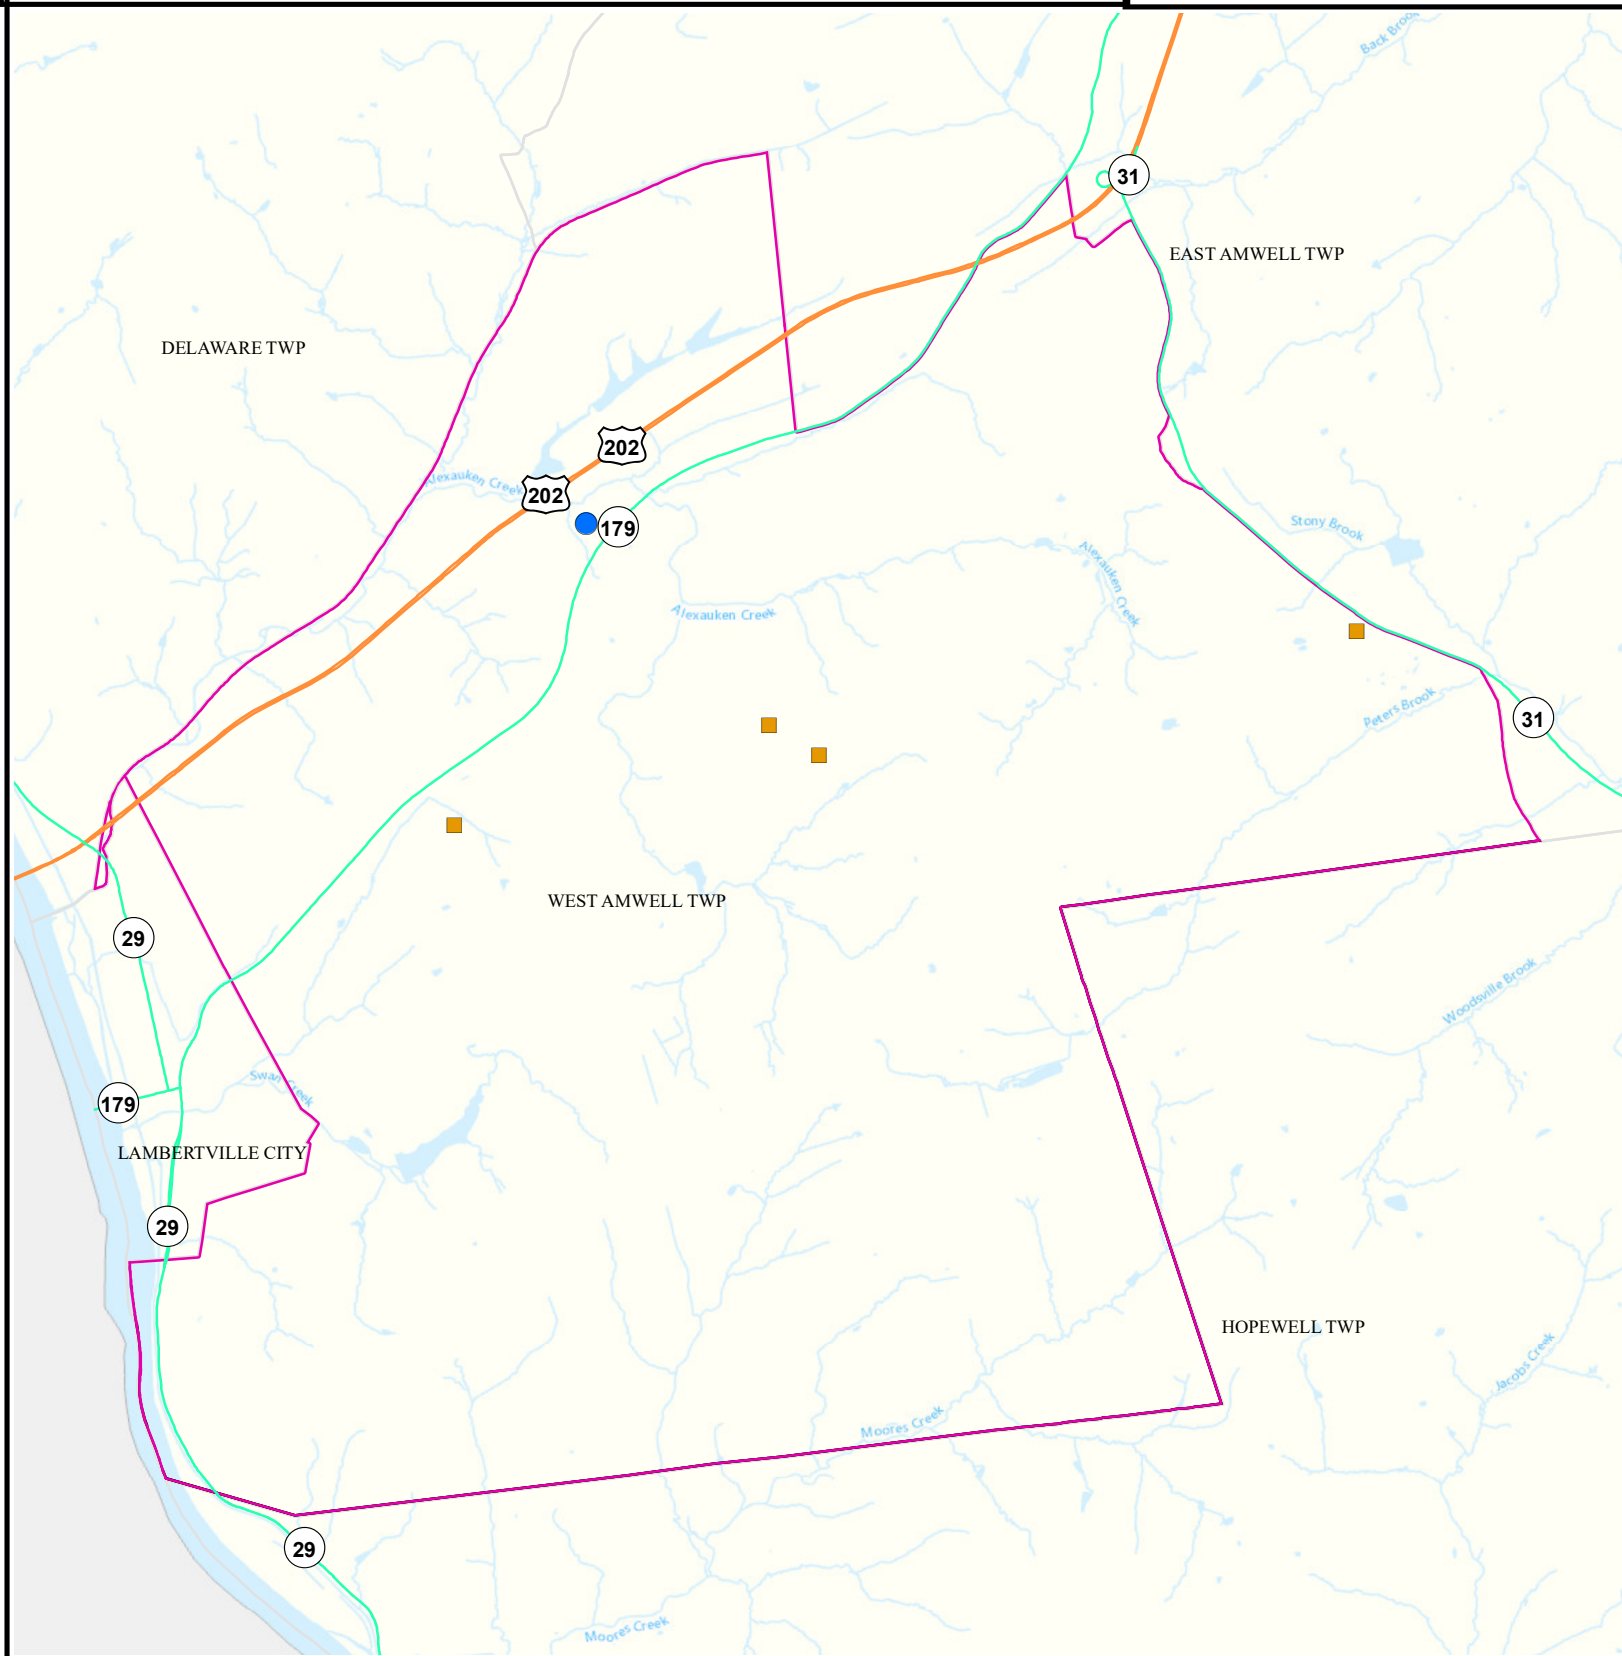 Back Brook
31
EAST AMWELL TWP
DELAWARE TWP
202
Alexauken Creek
202
179
Stony Brook
Alexauken Creek
Alexauken Creek
Peters Brook
31
WEST AMWELL TWP
29
Woodsville Brook
Swan Creek
179
LAMBERTVILLE CITY
29
HOPEWELL TWP
Jacobs Creek
Moores Creek
29
Moores Creek